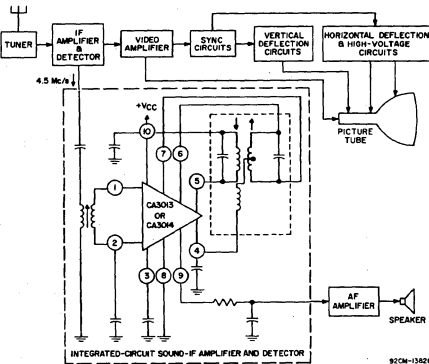 TUNER
IF
AMPLIFIER
&
DETECTOR
VIDEO
AMPLIFIER
SYNC
CIRCUITS
VERTICAL
DEFLECTION
CIRCUITS
HORIZONTAL DEFLECTION
& HIGH-VOLTAGE
CIRCUITS
4.5 Mc/s
PICTURE
TUBE
+VCC
10
7
6
5
1
CA3013
OR
CA3014
2
4
3
8
9
AF
AMPLIFIER
SPEAKER
INTEGRATED-CIRCUIT SOUND-IF AMPLIFIER AND DETECTOR
92CM-13826